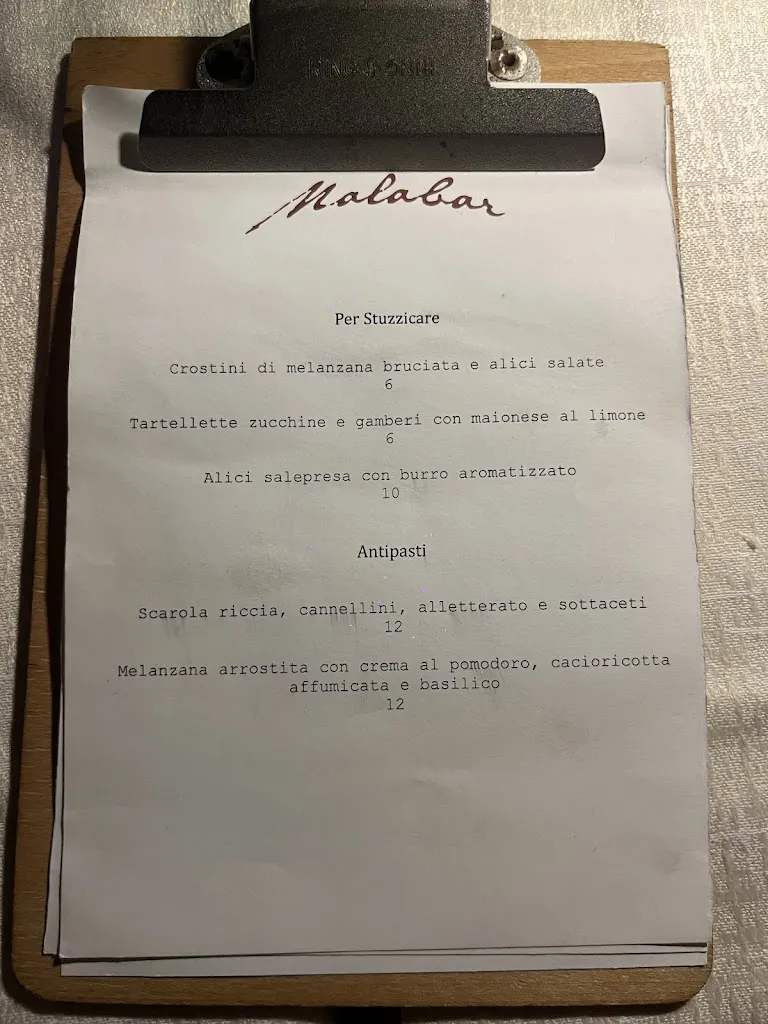 Malabar
Per Stuzzicare
Crostini di melanzana bruciata e alici salate
6
Tartellette zucchine e gamberi con maionese al limone
6
Alici salepresa con burro aromatizzato
10
Antipasti
Scarola riccia, cannellini, alletterato e sottaceti
12
Melanzana arrostita con crema al pomodoro, cacioricotta
affumicata e basilico
12